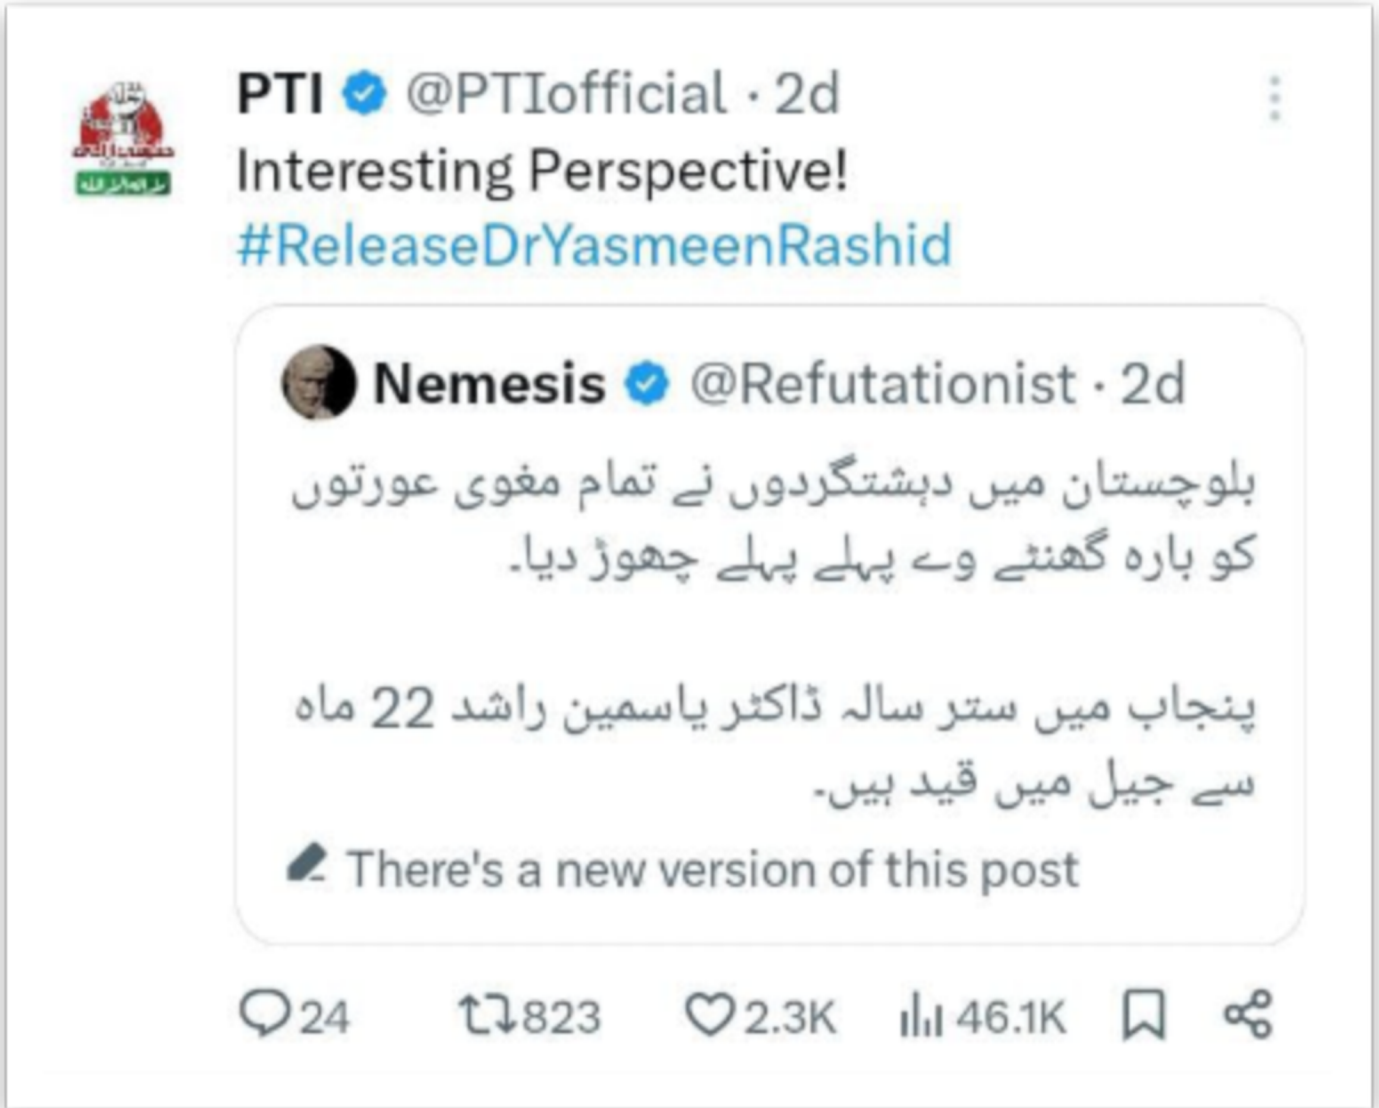 PTI @PTIofficial · 2d
Interesting Perspective!
#ReleaseDrYasmeenRashid
Nemesis @Refutationist · 2d
بلوچستان میں دہشتگردوں نے تمام مغوی عورتوں
کو بارہ گھنٹے وے پہلے پہلے چھوڑ دیا۔
پنجاب میں ستر سالہ ڈاکٹر یاسمین راشد 22 ماہ
سے جیل میں قید ہیں۔
There's a new version of this post
24 823 2.3K 46.1K